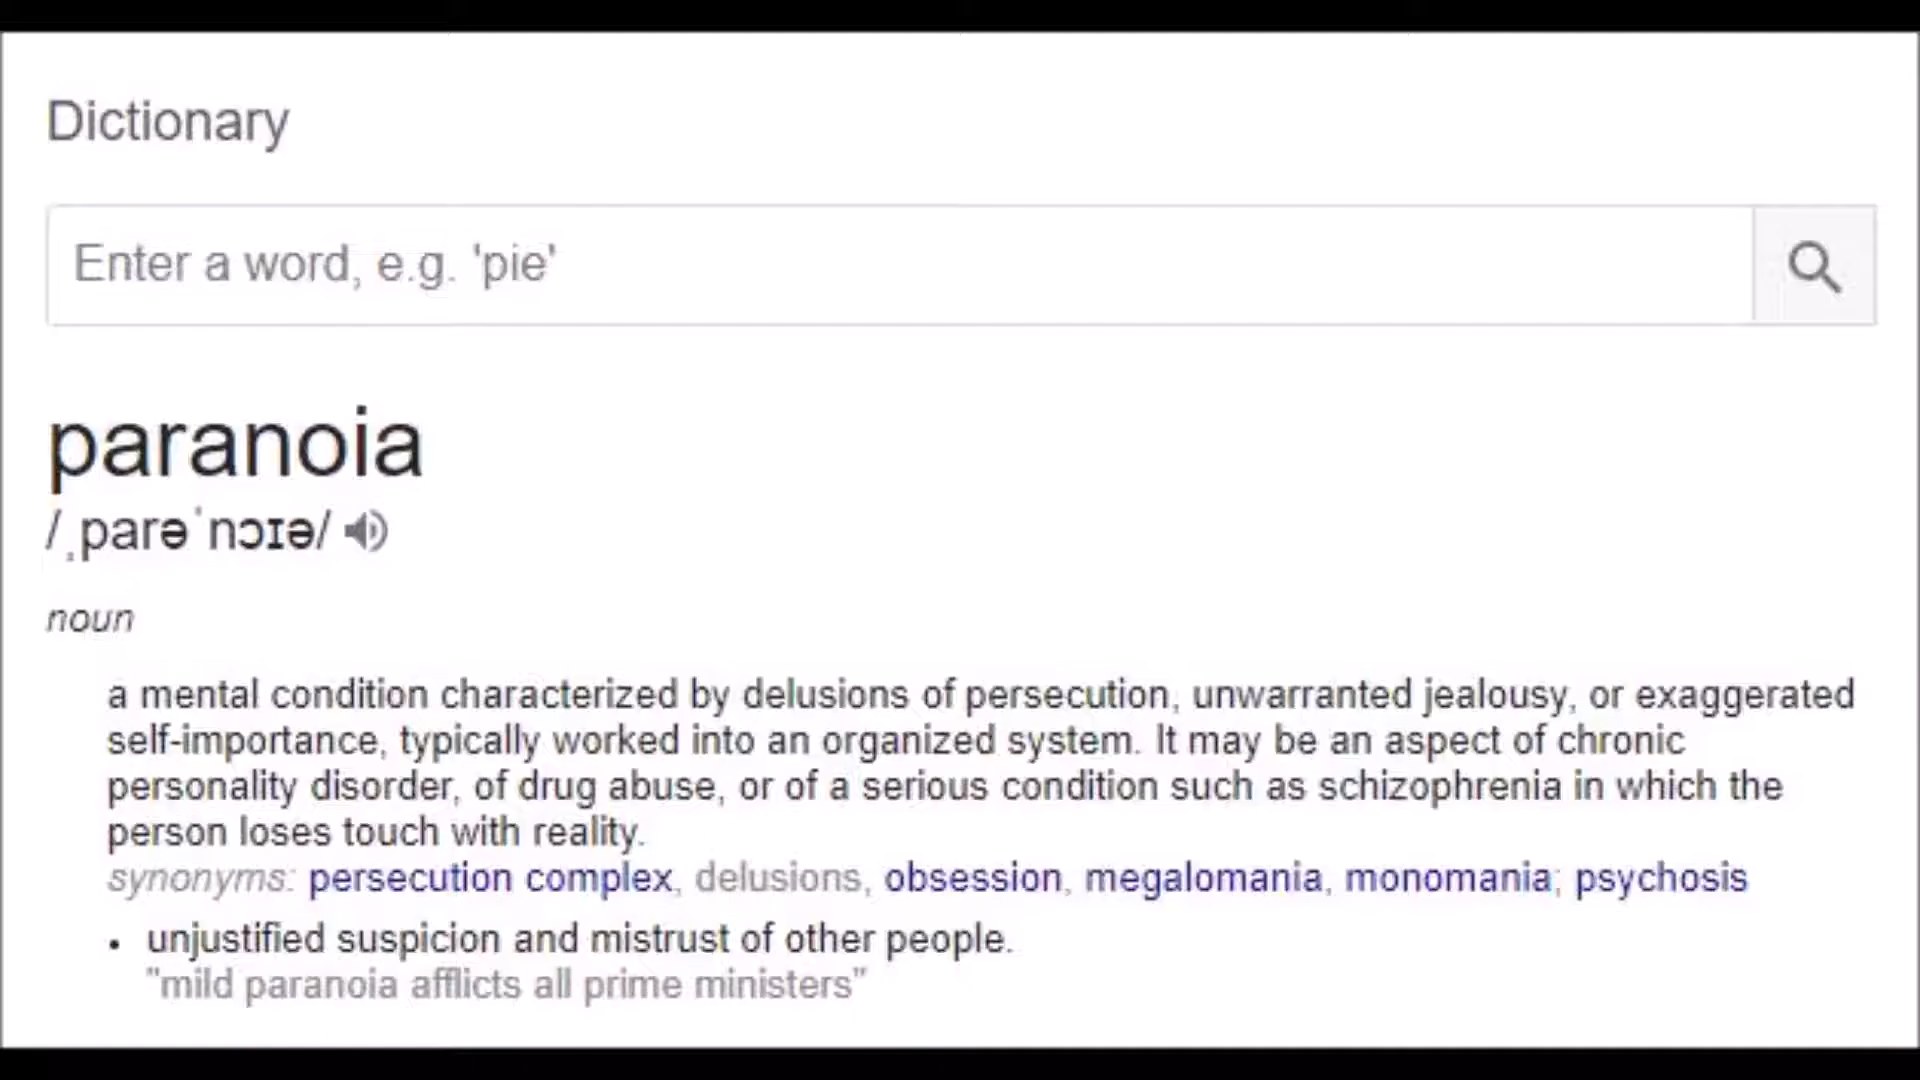 Dictionary
Enter a word, e.g. 'pie'
paranoia
/ˌparəˈnɔɪə/
noun
a mental condition characterized by delusions of persecution, unwarranted jealousy, or exaggerated
self-importance, typically worked into an organized system. It may be an aspect of chronic
personality disorder, of drug abuse, or of a serious condition such as schizophrenia in which the
person loses touch with reality.
synonyms: persecution complex, delusions, obsession, megalomania, monomania; psychosis
• unjustified suspicion and mistrust of other people.
"mild paranoia afflicts all prime ministers"